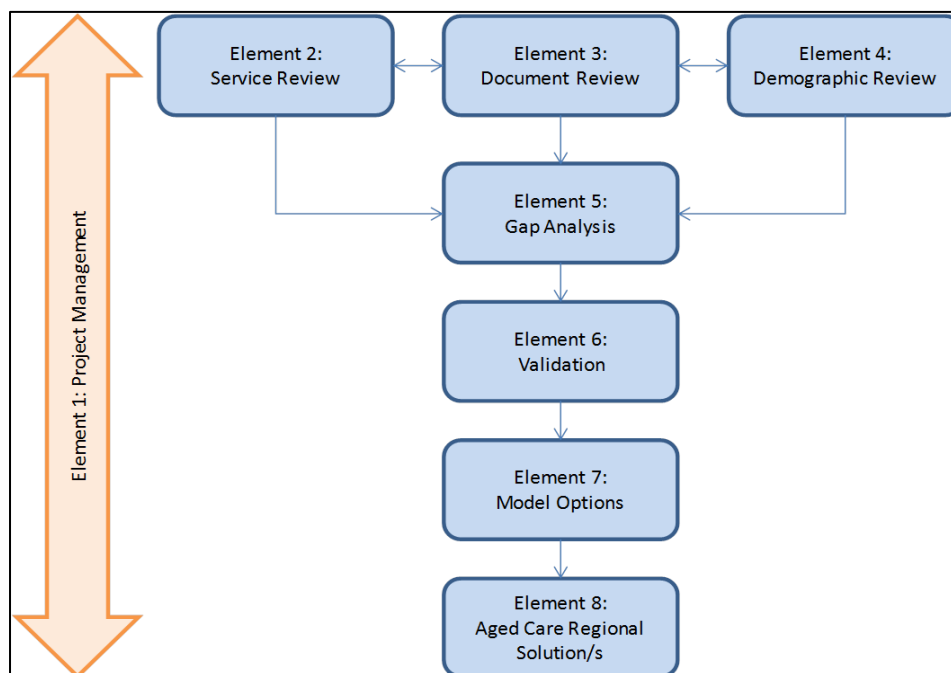 Element 1: Project Management
Element 2:
Service Review
Element 3:
Document Review
Element 4:
Demographic Review
Element 5:
Gap Analysis
Element 6:
Validation
Element 7:
Model Options
Element 8:
Aged Care Regional
Solution/s